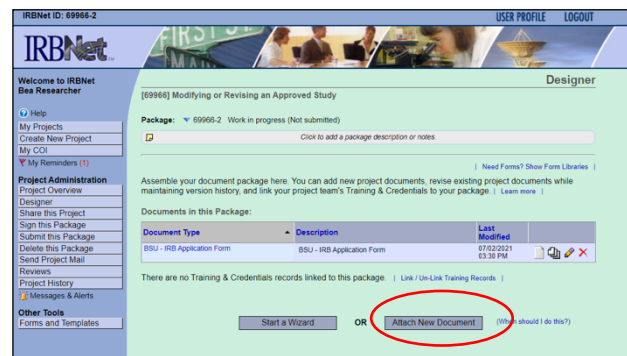 IRBNet ID: 69966-2
USER PROFILE LOGOUT
FIRST
AMA
IRBNet
Welcome to IRBNet
Bea Researcher
Help
My Projects
Create New Project
My COI
My Reminders (1)
Project Administration
Project Overview
Designer
Share this Project
Sign this Package
Submit this Package
Delete this Package
Send Project Mail
Reviews
Project History
Messages & Alerts
Other Tools
Forms and Templates
Designer
[69966] Modifying or Revising an Approved Study
Package: 69966-2 Work in progress (Not submitted)
Click to add a package description or notes.
| Need Forms? Show Form Libraries |
Assemble your document package here. You can add new project documents, revise existing project documents while
maintaining version history, and link your project team's Training & Credentials to your package. | Learn more |
Documents in this Package:
Document Type Description Last Modified
BSU - IRB Application Form BSU - IRB Application Form 07/02/2021 03:30 PM
There are no Training & Credentials records linked to this package. | Link / Un-Link Training Records |
Start a Wizard OR Attach New Document (When should I do this?)